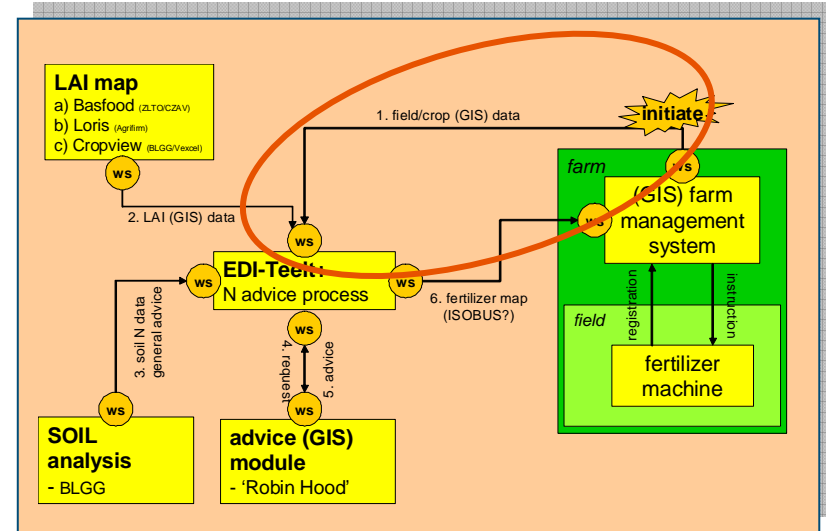 LAI map
a) Basfood (ZLTO/CZAV)
b) Loris (Agrifirm)
c) Cropview (BLGG/Vexcel)
ws
1. field/crop (GIS) data
initiate
farm
ws
(GIS) farm
management
system
ws
2. LAI (GIS) data
ws
EDI-Teelt+
N advice process
ws
ws
6. fertilizer map
(ISOBUS?)
registration
instruction
field
fertilizer
machine
3. soil N data
general advice
ws
4. request
5. advice
ws
ws
SOIL
analysis
- BLGG
advice (GIS)
module
- ‘Robin Hood’